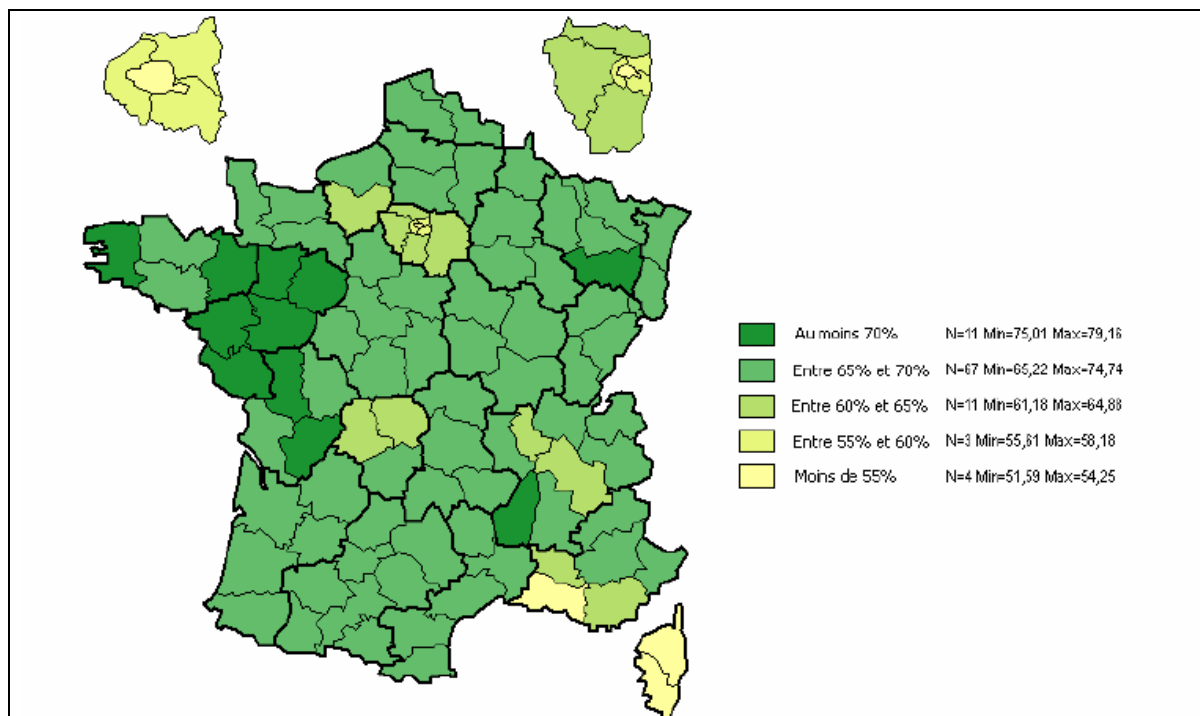 Au moins 70% N=11 Min=75,01 Max=79,16
Entre 65% et 70% N=67 Min=65,22 Max=74,74
Entre 60% et 65% N=11 Min=61,18 Max=64,88
Entre 55% et 60% N=3 Min=55,61 Max=58,18
Moins de 55% N=4 Min=51,59 Max=54,25